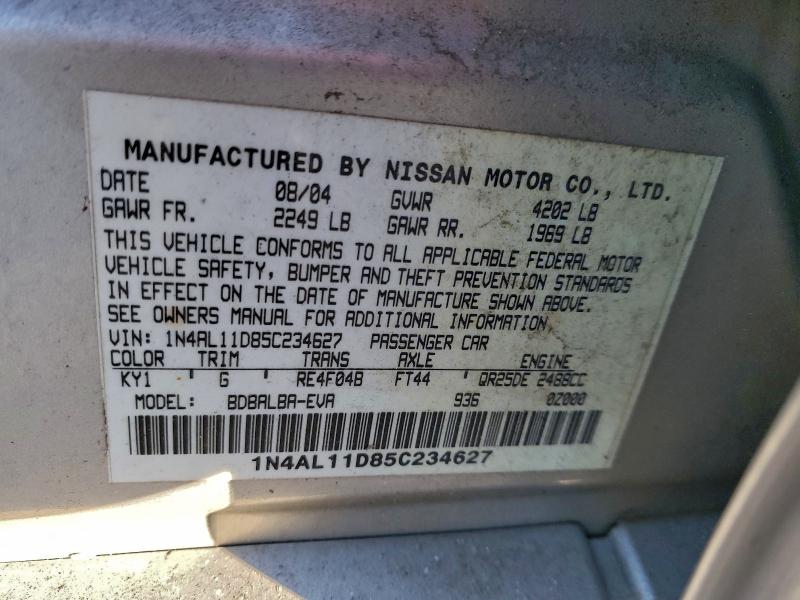 MANUFACTURED BY NISSAN MOTOR CO., LTD.
DATE 08/04 GVWR 4202 LB
GAWR FR. 2249 LB GAWR RR. 1969 LB
THIS VEHICLE CONFORMS TO ALL APPLICABLE FEDERAL MOTOR
VEHICLE SAFETY, BUMPER AND THEFT PREVENTION STANDARDS
IN EFFECT ON THE DATE OF MANUFACTURE SHOWN ABOVE.
SEE OWNERS MANUAL FOR ADDITIONAL INFORMATION
VIN: 1N4AL11D85C234627 PASSENGER CAR
COLOR TRIM TRANS AXLE ENGINE
KY1 G RE4F04B FT44 QR25DE 2488CC
MODEL: BDBALBA-EVA 936 0Z000
1N4AL11D85C234627